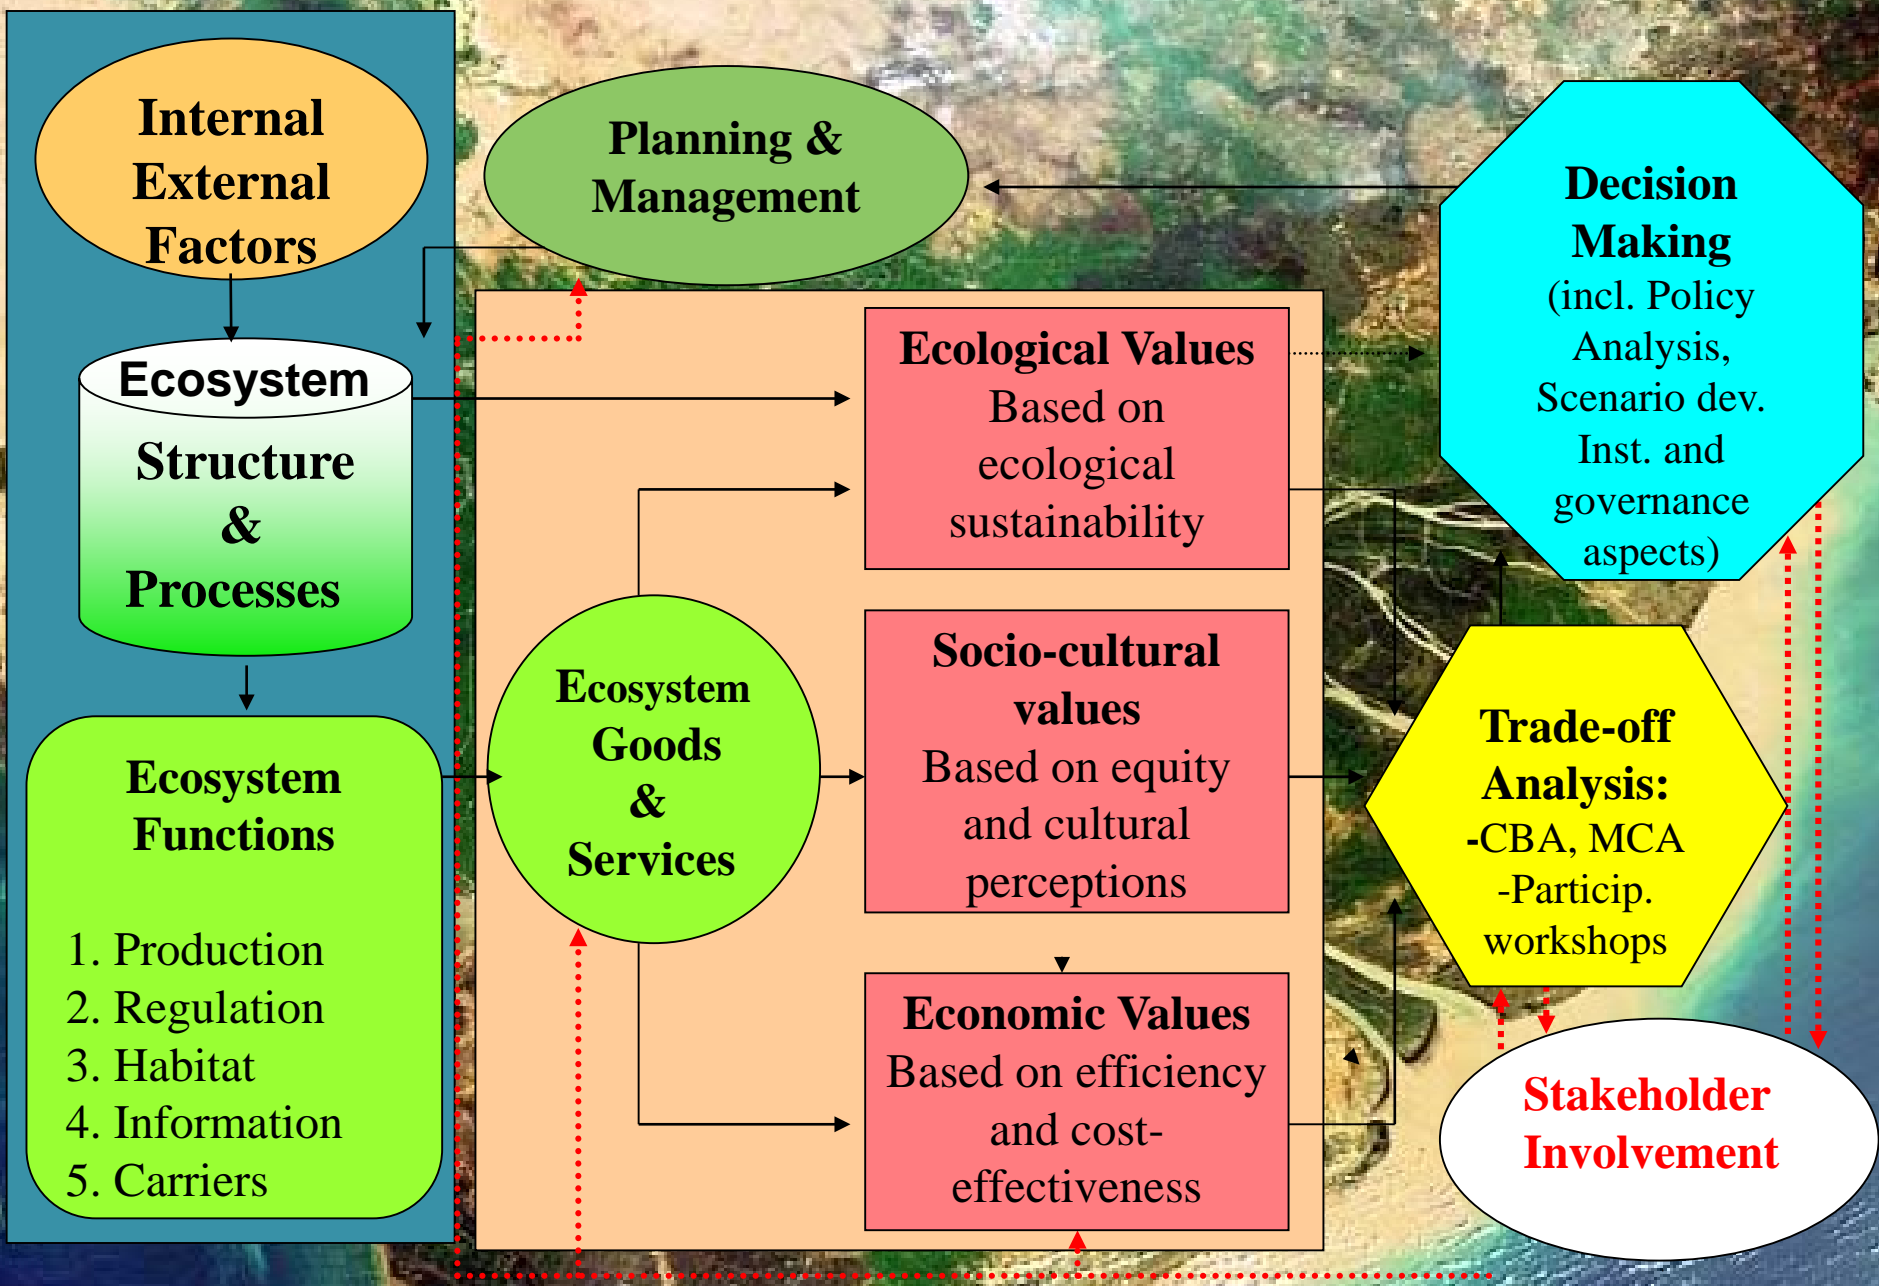 Internal
External
Factors
Planning &
Management
Decision
Making
(incl. Policy
Analysis,
Scenario dev.
Inst. and
governance
aspects)
Ecosystem
Structure
&
Processes
Ecological Values
Based on
ecological
sustainability
Ecosystem
Goods
&
Services
Socio-cultural
values
Based on equity
and cultural
perceptions
Trade-off
Analysis:
-CBA, MCA
-Particip.
workshops
Ecosystem
Functions
1. Production
2. Regulation
3. Habitat
4. Information
5. Carriers
Economic Values
Based on efficiency
and cost-
effectiveness
Stakeholder
Involvement